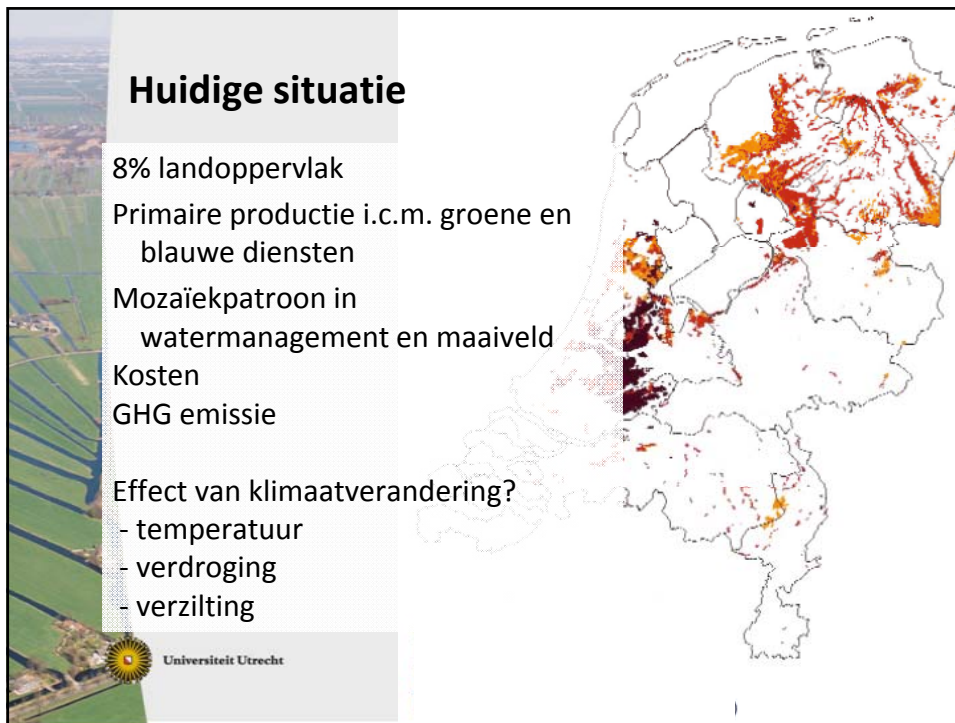 Huidige situatie
8% landoppervlak
Primaire productie i.c.m. groene en
blauwe diensten
Mozaïekpatroon in
watermanagement en maaiveld
Kosten
GHG emissie
Effect van klimaatverandering?
- temperatuur
- verdroging
- verzilting
Universiteit Utrecht